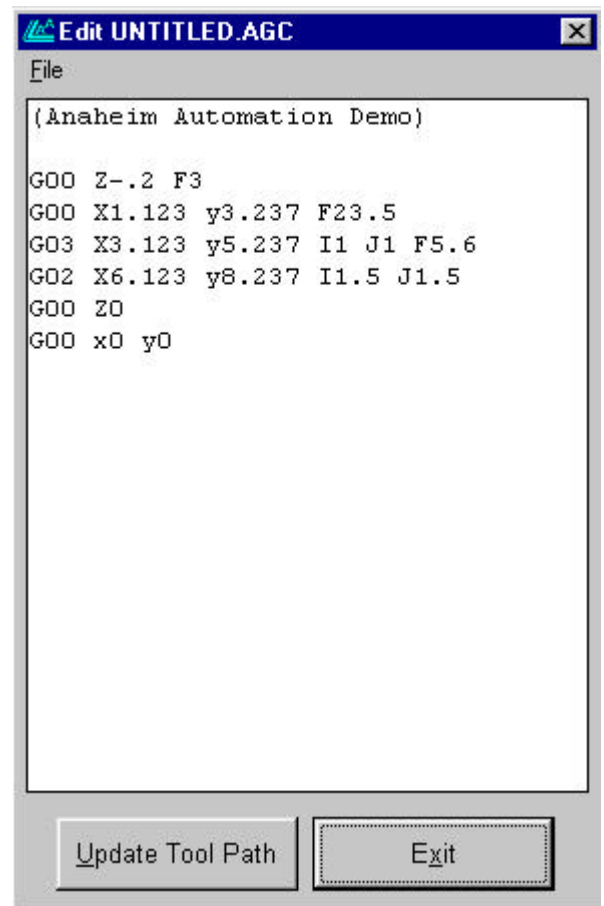 Edit UNTITLED.AGC
File
(Anaheim Automation Demo)
G00 Z-.2 F3
G00 X1.123 y3.237 F23.5
G03 X3.123 y5.237 I1 J1 F5.6
G02 X6.123 y8.237 I1.5 J1.5
G00 Z0
G00 x0 y0
Update Tool Path
Exit